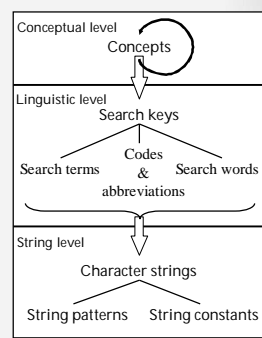 Conceptual level
Concepts
Linguistic level
Search keys
Codes
Search terms & Search words
abbreviations
String level
Character strings
String patterns String constants